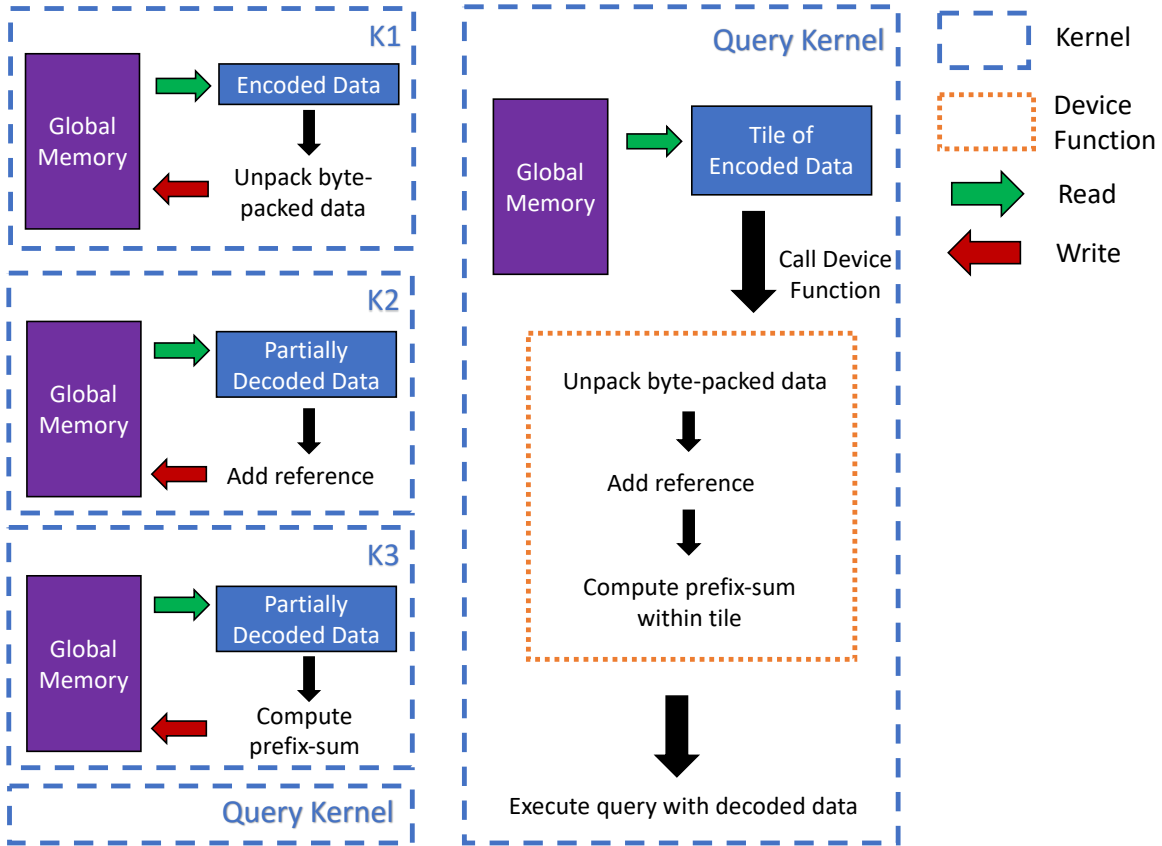 K1
Global
Memory
Encoded Data
Unpack byte-
packed data
K2
Global
Memory
Partially
Decoded Data
Add reference
K3
Global
Memory
Partially
Decoded Data
Compute
prefix-sum
Query Kernel
Query Kernel
Global
Memory
Tile of
Encoded Data
Call Device
Function
Unpack byte-packed data
Add reference
Compute prefix-sum
within tile
Execute query with decoded data
Kernel
Device
Function
Read
Write